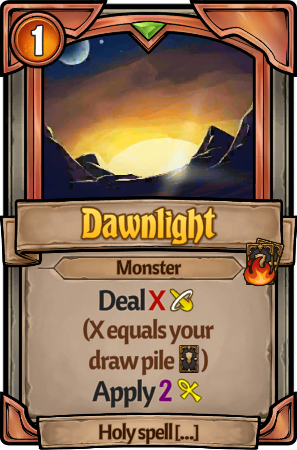 1
Dawnlight
Monster
Deal X
(X equals your
draw pile )
Apply 2
Holy spell [...]